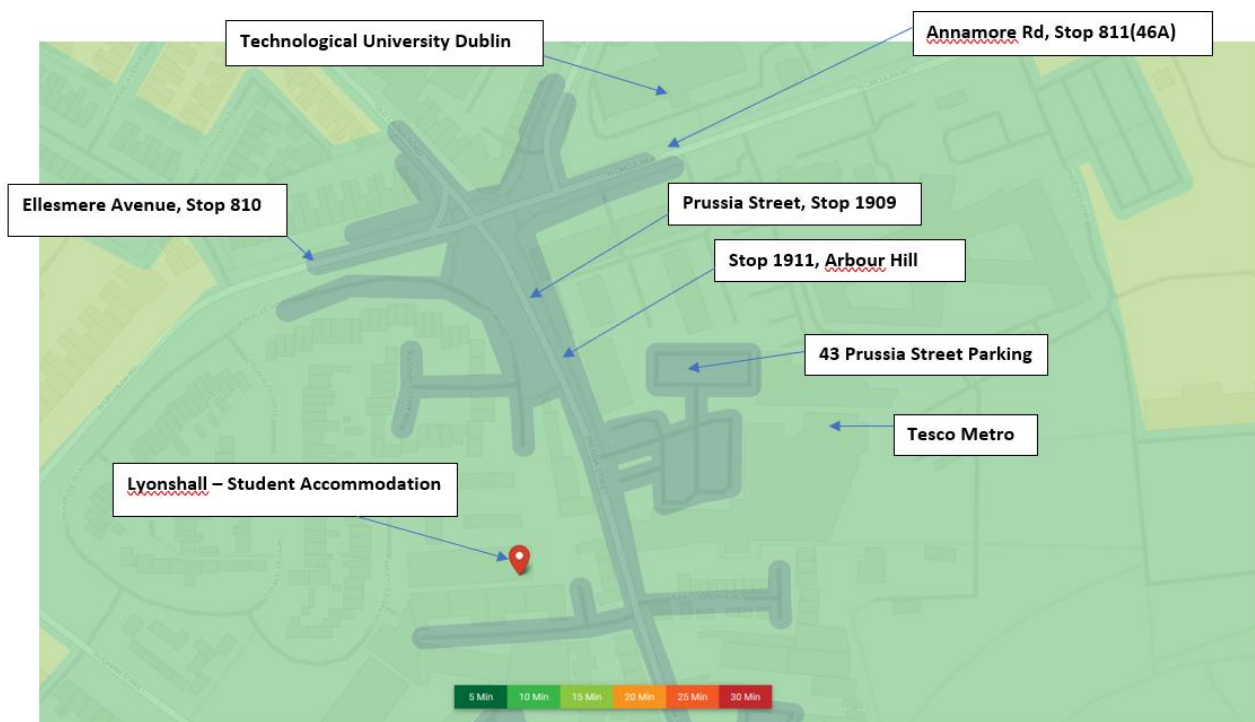 Technological University Dublin
Annamore Rd, Stop 811(46A)
Ellesmere Avenue, Stop 810
Prussia Street, Stop 1909
Stop 1911, Arbour Hill
43 Prussia Street Parking
Tesco Metro
Lyonshall – Student Accommodation
5 Min 10 Min 15 Min 20 Min 25 Min 30 Min